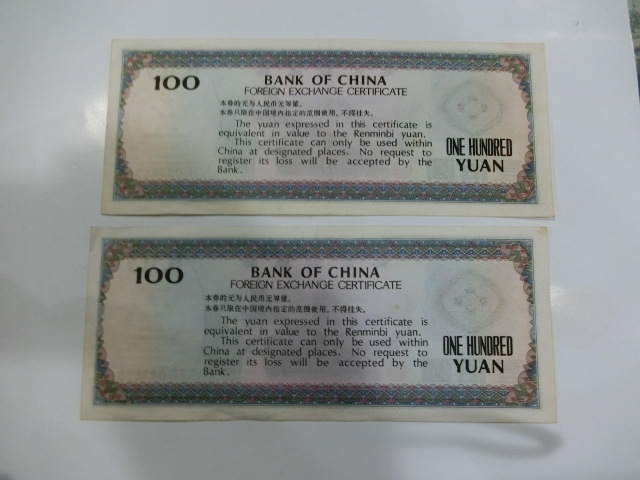 100
BANK OF CHINA
FOREIGN EXCHANGE CERTIFICATE
本券的元与人民币元等值。
本券只限在中国境内指定的范围使用,不得挂失。
The yuan expressed in this certificate is
equivalent in value to the Renminbi yuan.
This certificate can only be used within
China at designated places. No request to
register its loss will be accepted by the
Bank.
ONE HUNDRED
YUAN
100
BANK OF CHINA
FOREIGN EXCHANGE CERTIFICATE
本券的元与人民币元等值。
本券只限在中国境内指定的范围使用,不得挂失。
The yuan expressed in this certificate is
equivalent in value to the Renminbi yuan.
This certificate can only be used within
China at designated places. No request to
register its loss will be accepted by the
Bank.
ONE HUNDRED
YUAN